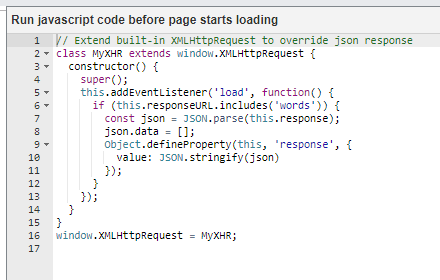 Run javascript code before page starts loading
1 // Extend built-in XMLHttpRequest to override json response
2 class MyXHR extends window.XMLHttpRequest {
3 constructor() {
4 super();
5 this.addEventListener('load', function() {
6 if (this.responseURL.includes('words')) {
7 const json = JSON.parse(this.response);
8 json.data = [];
9 Object.defineProperty(this, 'response', {
10 value: JSON.stringify(json)
11 });
12 }
13 });
14 }
15 }
16 window.XMLHttpRequest = MyXHR;
17